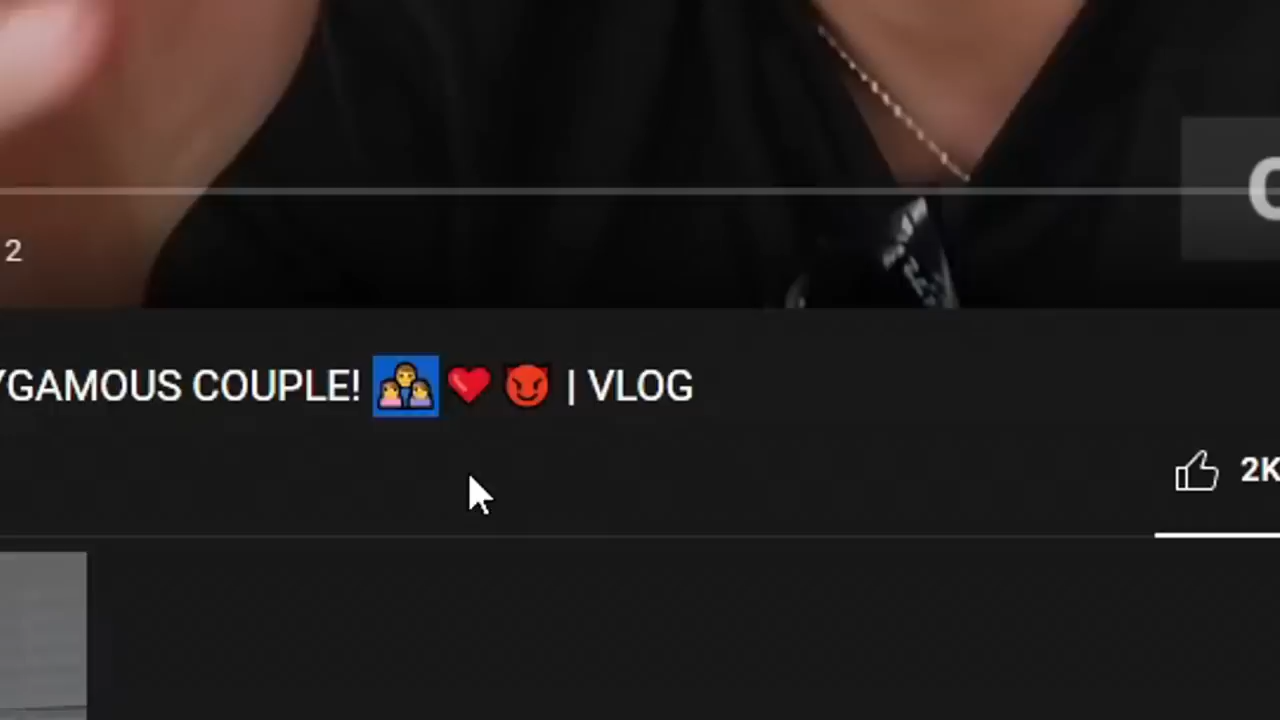 2
YGAMOUS COUPLE! 👨‍👩‍👧❤️😈 | VLOG
2K